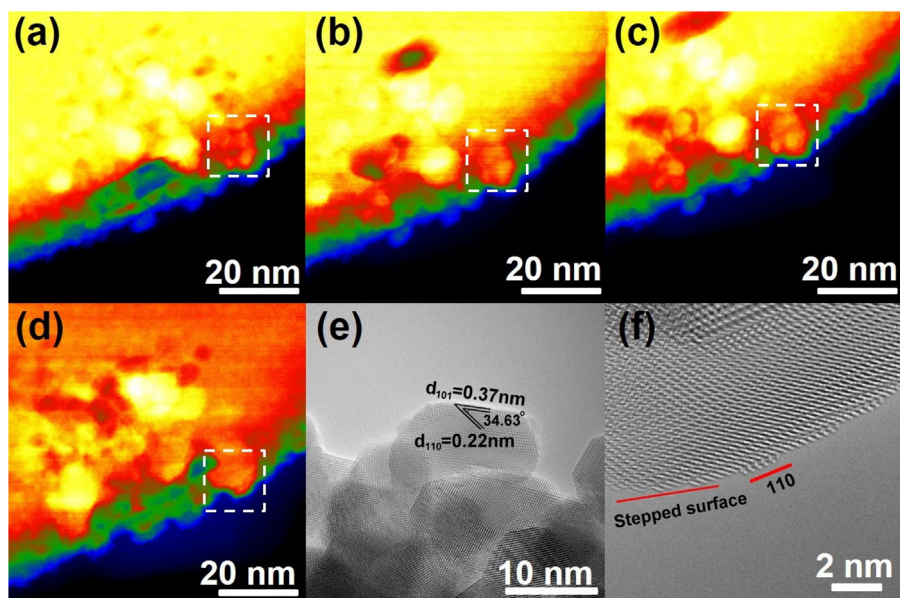 (a)
20 nm
(b)
20 nm
(c)
20 nm
(d)
20 nm
(e)
d101=0.37nm
34.63°
d110=0.22nm
10 nm
(f)
110
Stepped surface
2 nm